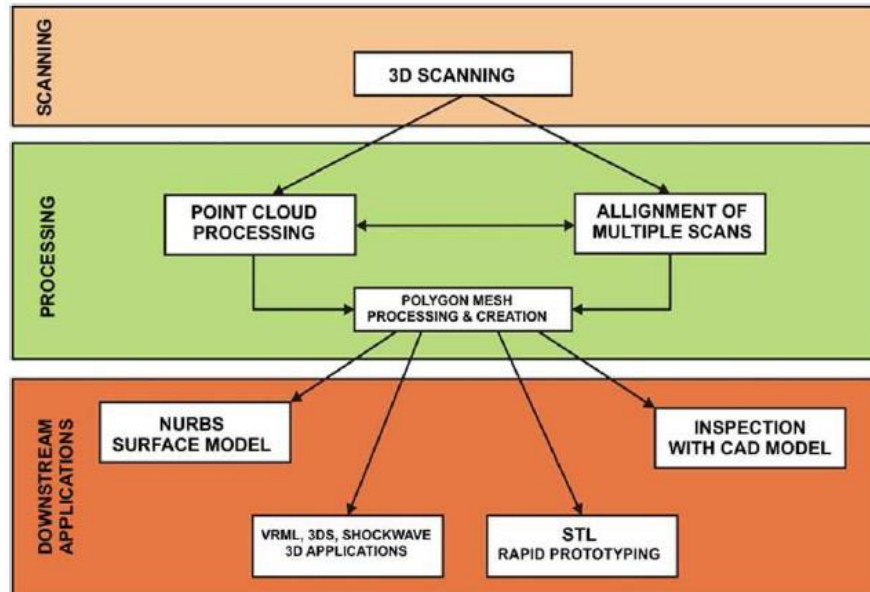 SCANNING
3D SCANNING
PROCESSING
POINT CLOUD
PROCESSING
ALLIGNMENT OF
MULTIPLE SCANS
POLYGON MESH
PROCESSING & CREATION
DOWNSTREAM
APPLICATIONS
NURBS
SURFACE MODEL
INSPECTION
WITH CAD MODEL
VRML, 3DS, SHOCKWAVE
3D APPLICATIONS
STL
RAPID PROTOTYPING